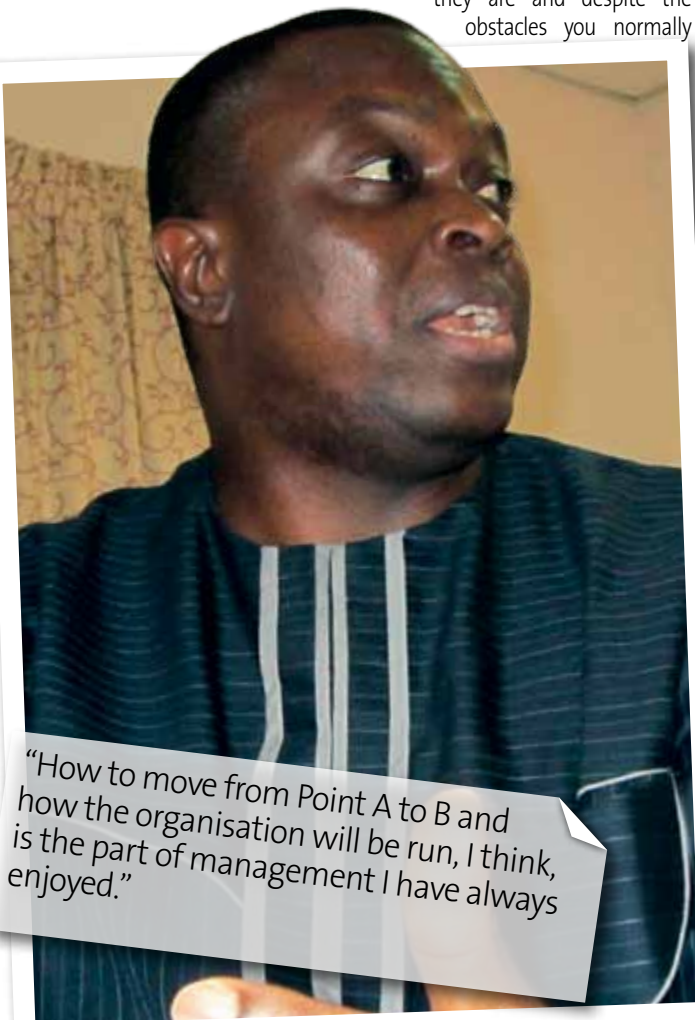 they are and despite the
obstacles you normally
“How to move from Point A to B and
how the organisation will be run, I think,
is the part of management I have always
enjoyed.”